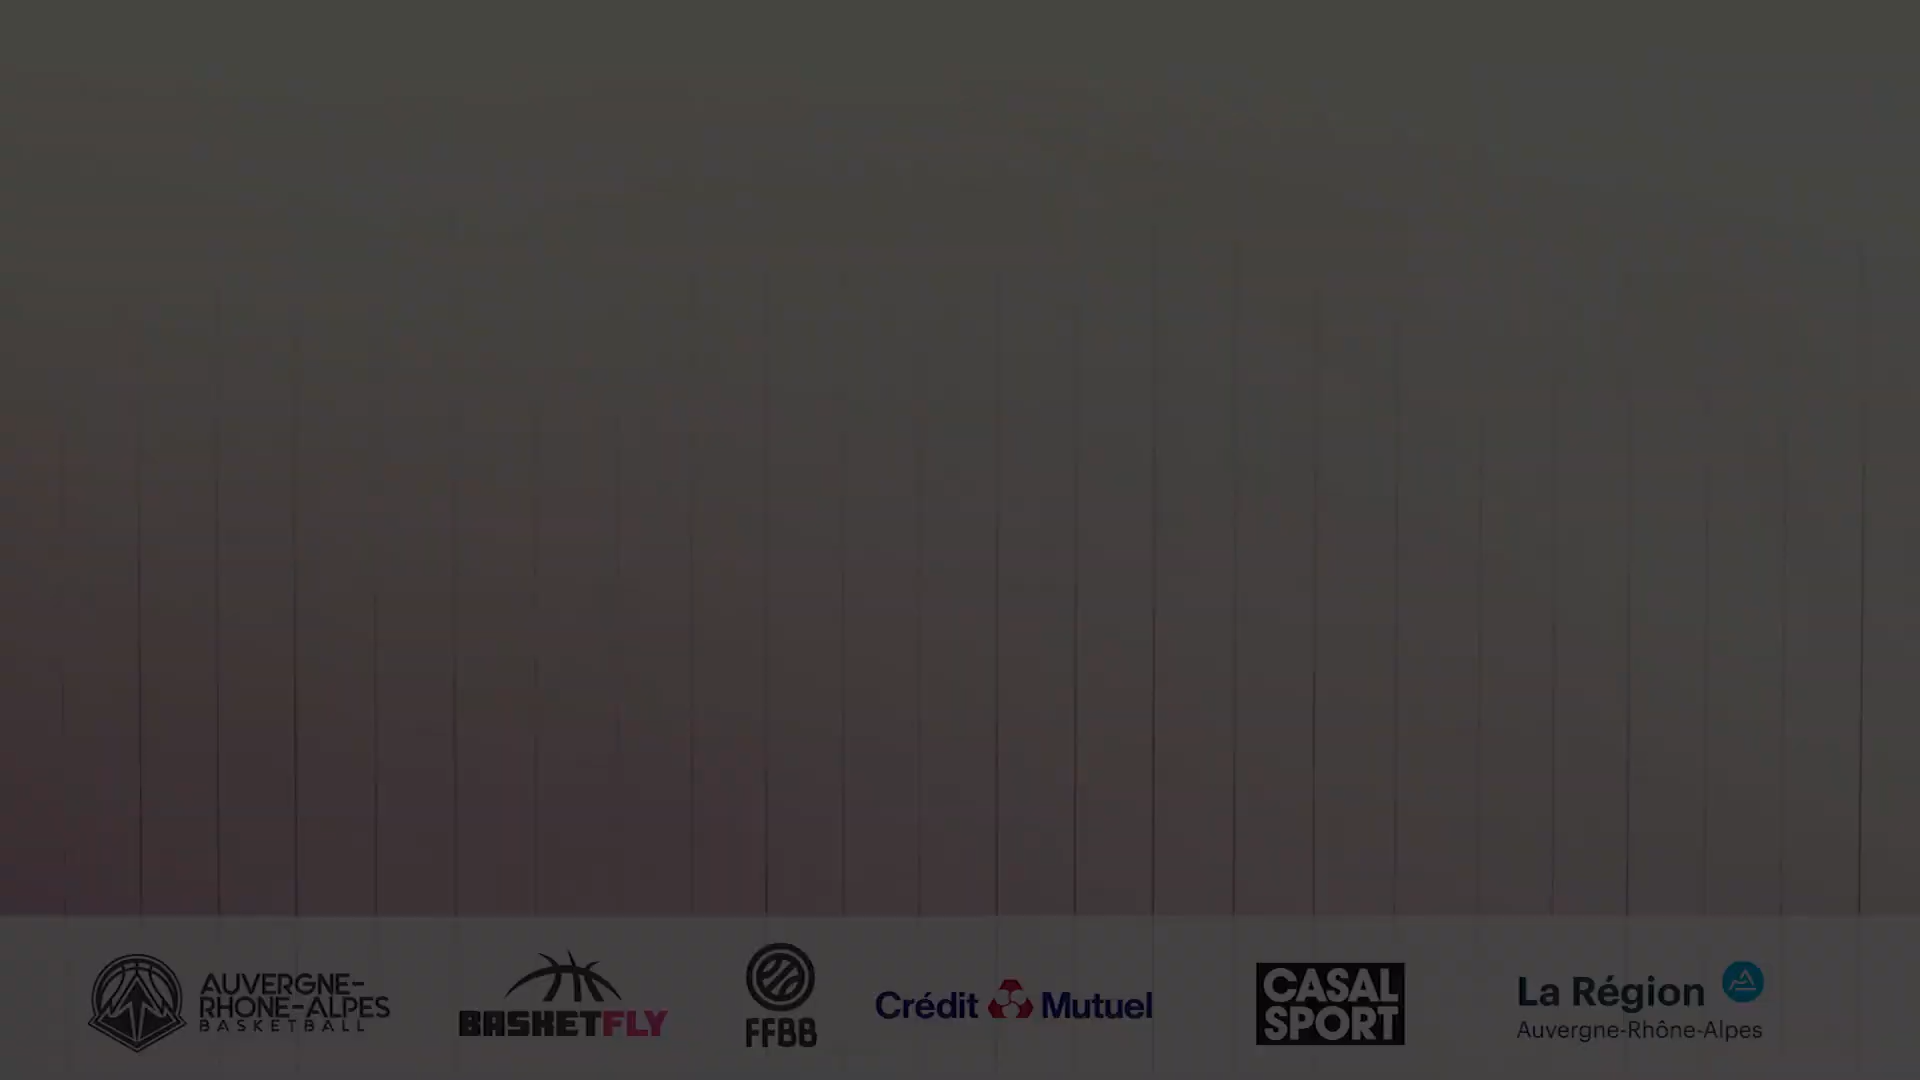 AUVERGNE-
RHONE-ALPES
BASKETBALL
BASKETFLY
FFBB
Crédit Mutuel
CASAL
SPORT
La Région
Auvergne-Rhône-Alpes